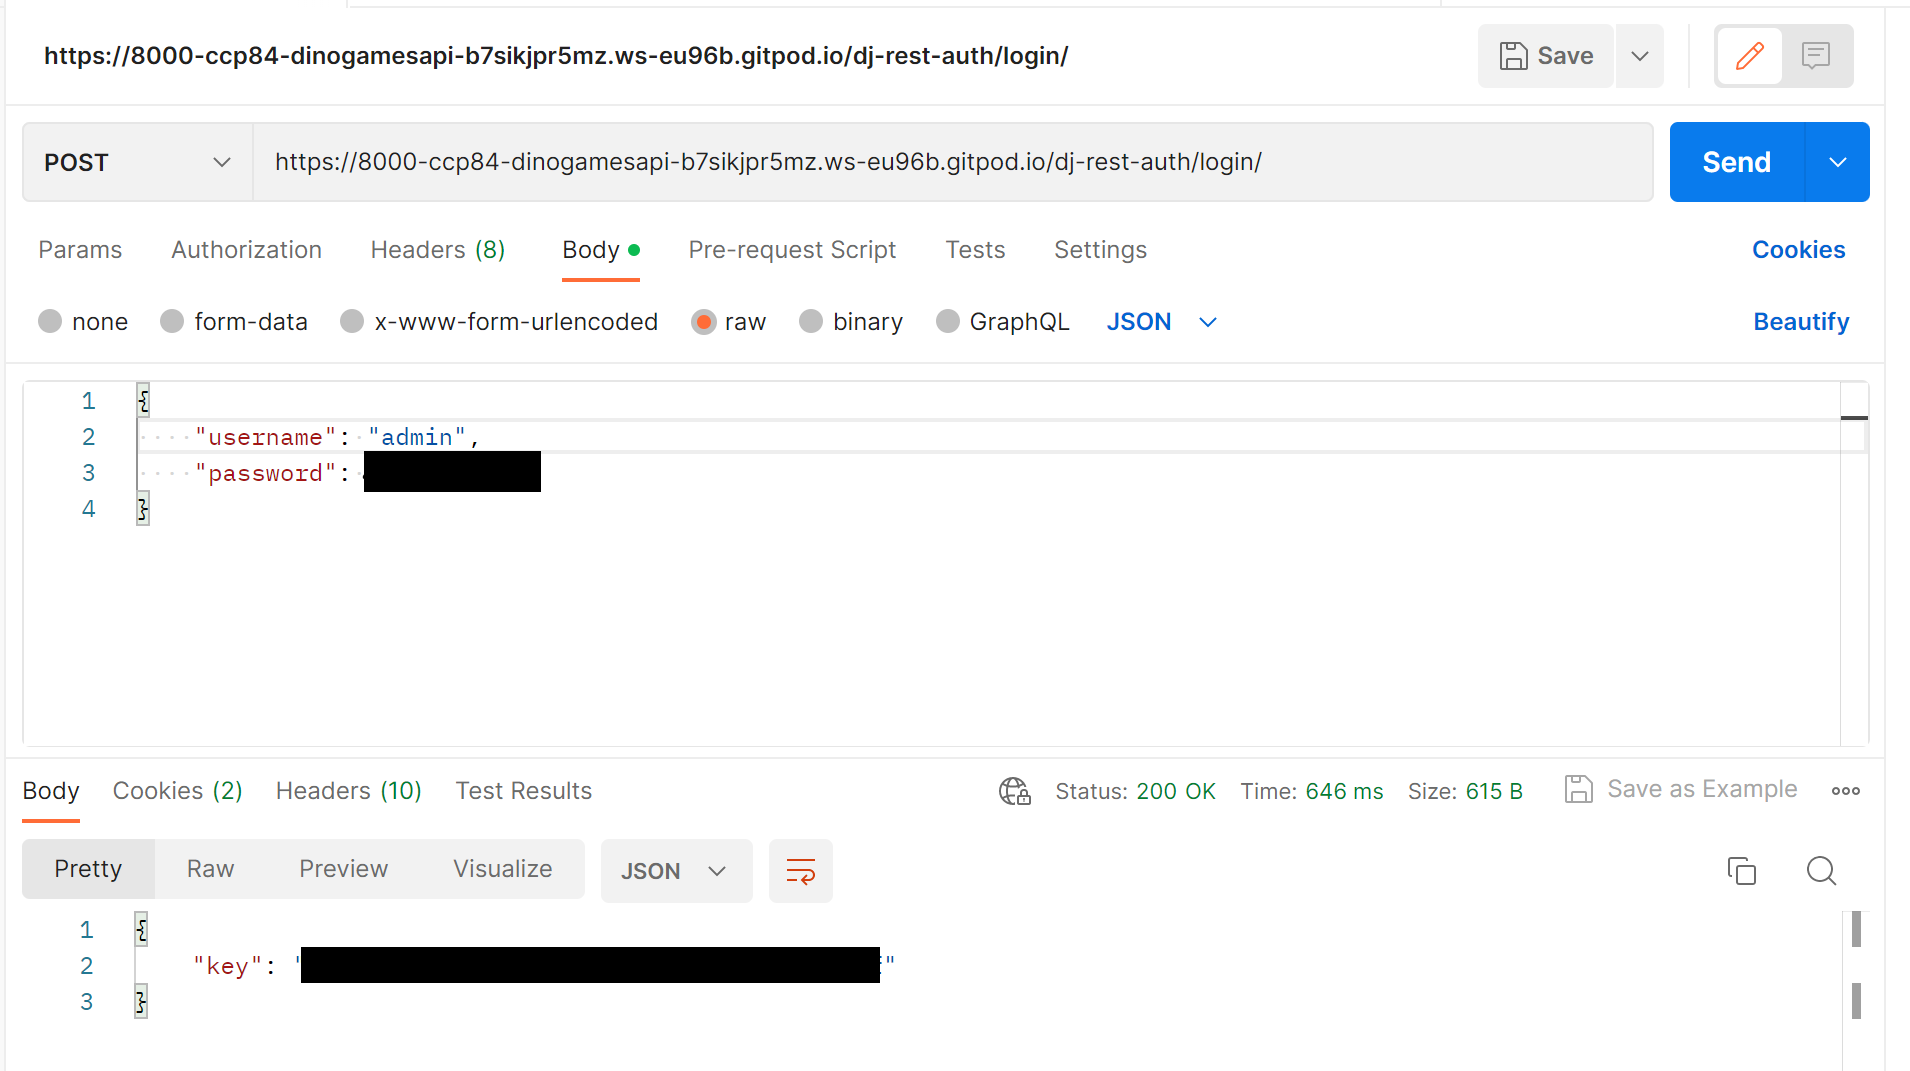 https://8000-ccp84-dinogamesapi-b7sikjpr5mz.ws-eu96b.gitpod.io/dj-rest-auth/login/ Save
POST https://8000-ccp84-dinogamesapi-b7sikjpr5mz.ws-eu96b.gitpod.io/dj-rest-auth/login/ Send
Params Authorization Headers (8) Body Pre-request Script Tests Settings Cookies
none form-data x-www-form-urlencoded raw binary GraphQL JSON Beautify
1 {
2 "username": "admin",
3 "password":
4 }
Body Cookies (2) Headers (10) Test Results Status: 200 OK Time: 646 ms Size: 615 B Save as Example
Pretty Raw Preview Visualize JSON
1 {
2 "key": " "
3 }